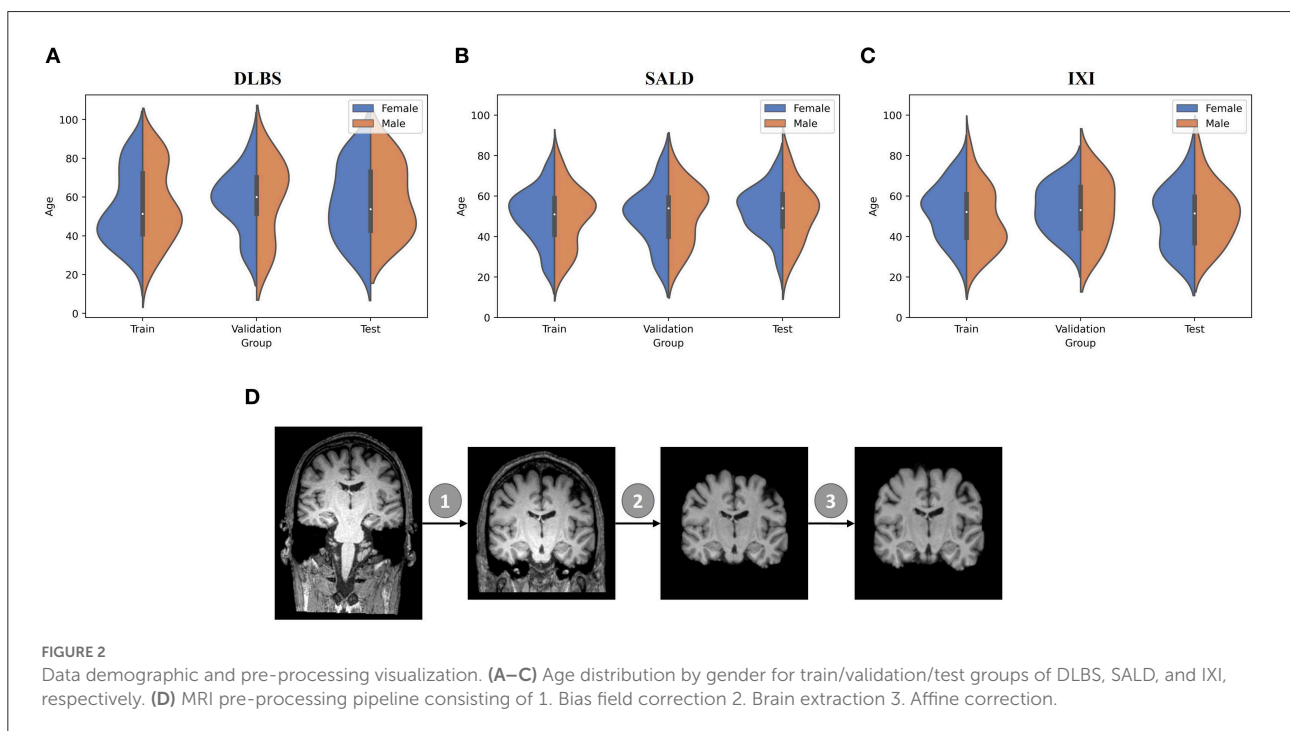 A
DLBS
Female
Male
100
80
60
40
20
0
Age
Train
Validation
Test
Group
B
SALD
Female
Male
100
80
60
40
20
0
Age
Train
Validation
Test
Group
C
IXI
Female
Male
100
80
60
40
20
0
Age
Train
Validation
Test
Group
D
1
2
3
FIGURE 2
Data demographic and pre-processing visualization. (A–C) Age distribution by gender for train/validation/test groups of DLBS, SALD, and IXI,
respectively. (D) MRI pre-processing pipeline consisting of 1. Bias field correction 2. Brain extraction 3. Affine correction.